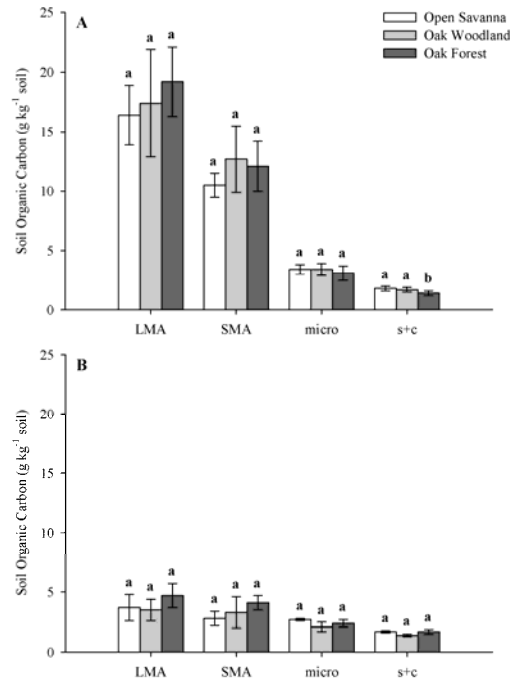 A
Open Savanna
Oak Woodland
Oak Forest
Soil Organic Carbon (g kg⁻¹ soil)
25
20
15
10
5
0
a a a
a a a
a a a
a a b
LMA SMA micro s+c
B
Soil Organic Carbon (g kg⁻¹ soil)
25
20
15
10
5
0
a a a
a a a
a a a
a a a
LMA SMA micro s+c